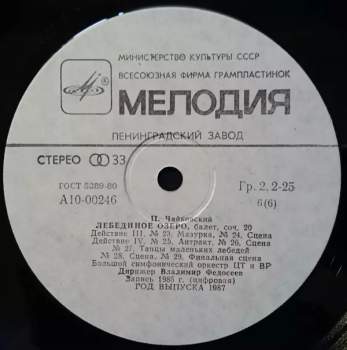 МИНИСТЕРСТВО КУЛЬТУРЫ СССР
ВСЕСОЮЗНАЯ ФИРМА ГРАМПЛАСТИНОК
МЕЛОДИЯ
ЛЕНИНГРАДСКИЙ ЗАВОД
СТЕРЕО 33
ГОСТ 5289-80
Гр. 2, 2-25
А10-00246
6(6)
П. Чайковский
ЛЕБЕДИНОЕ ОЗЕРО, балет, соч. 20
Действие III, № 23. Мазурка, № 24. Сцена
Действие IV, № 25. Антракт, № 26. Сцена
№ 27. Танцы маленьких лебедей
№ 28. Сцена, № 29. Финальная сцена
Большой симфонический оркестр ЦТ и ВР
Дирижер Владимир Федосеев
Запись 1985 г. (цифровая)
ГОД ВЫПУСКА 1987